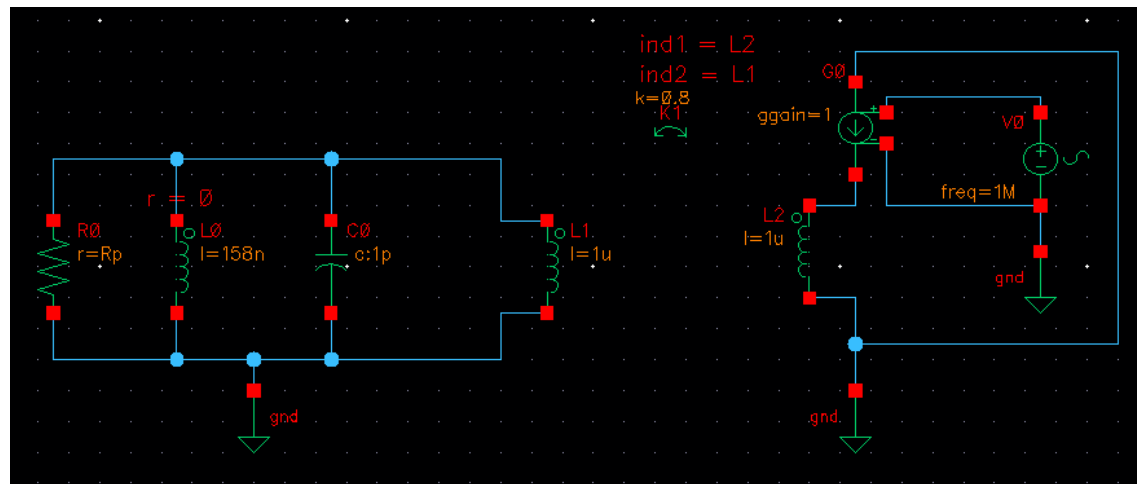 ind1 = L2
ind2 = L1
k=0.8
K1
G0
ggain=1
+
-
V0
+
-
freq=1M
r = 0
R0
r=Rp
L0
l=158n
C0
c:1p
L1
l=1u
L2
l=1u
gnd
gnd
gnd